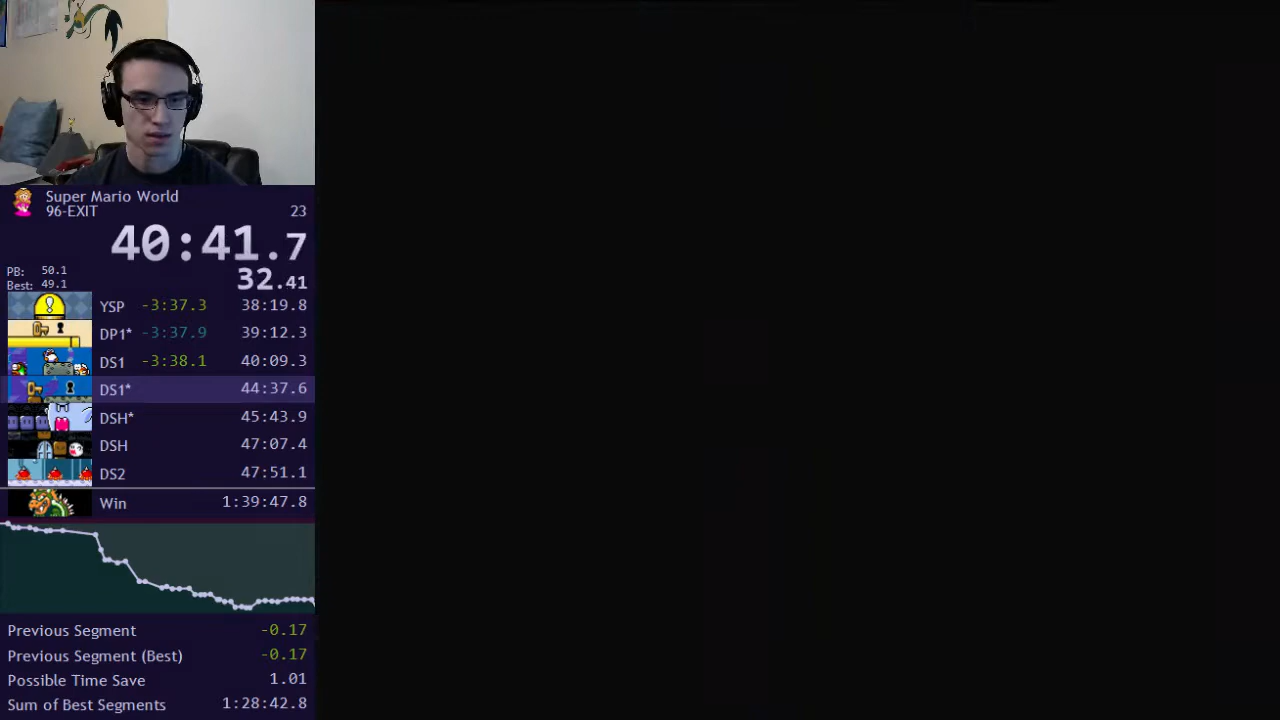 Super Mario World
96-EXIT 23
40:41.7
PB: 50.1
Best: 49.1
32.41
YSP -3:37.3 38:19.8
DP1* -3:37.9 39:12.3
DS1 -3:38.1 40:09.3
DS1* 44:37.6
DSH* 45:43.9
DSH 47:07.4
DS2 47:51.1
Win 1:39:47.8
Previous Segment -0.17
Previous Segment (Best) -0.17
Possible Time Save 1.01
Sum of Best Segments 1:28:42.8